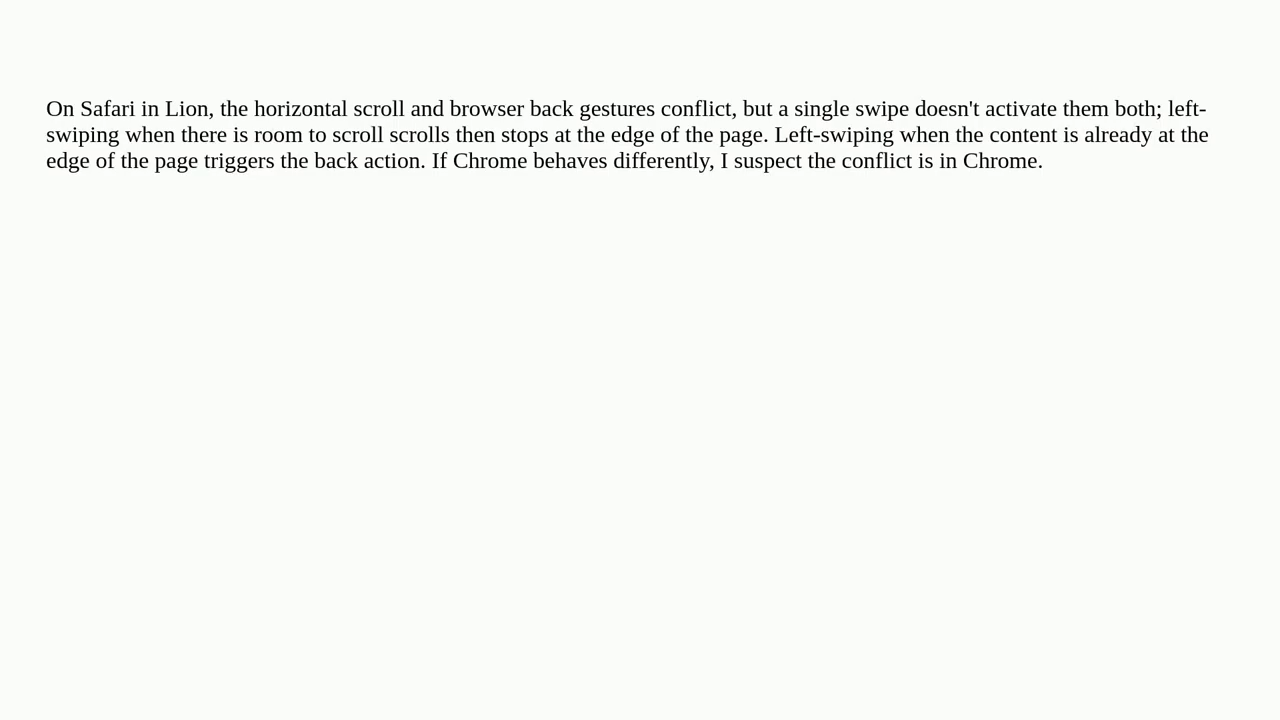 On Safari in Lion, the horizontal scroll and browser back gestures conflict, but a single swipe doesn't activate them both; left-
swiping when there is room to scroll scrolls then stops at the edge of the page. Left-swiping when the content is already at the
edge of the page triggers the back action. If Chrome behaves differently, I suspect the conflict is in Chrome.